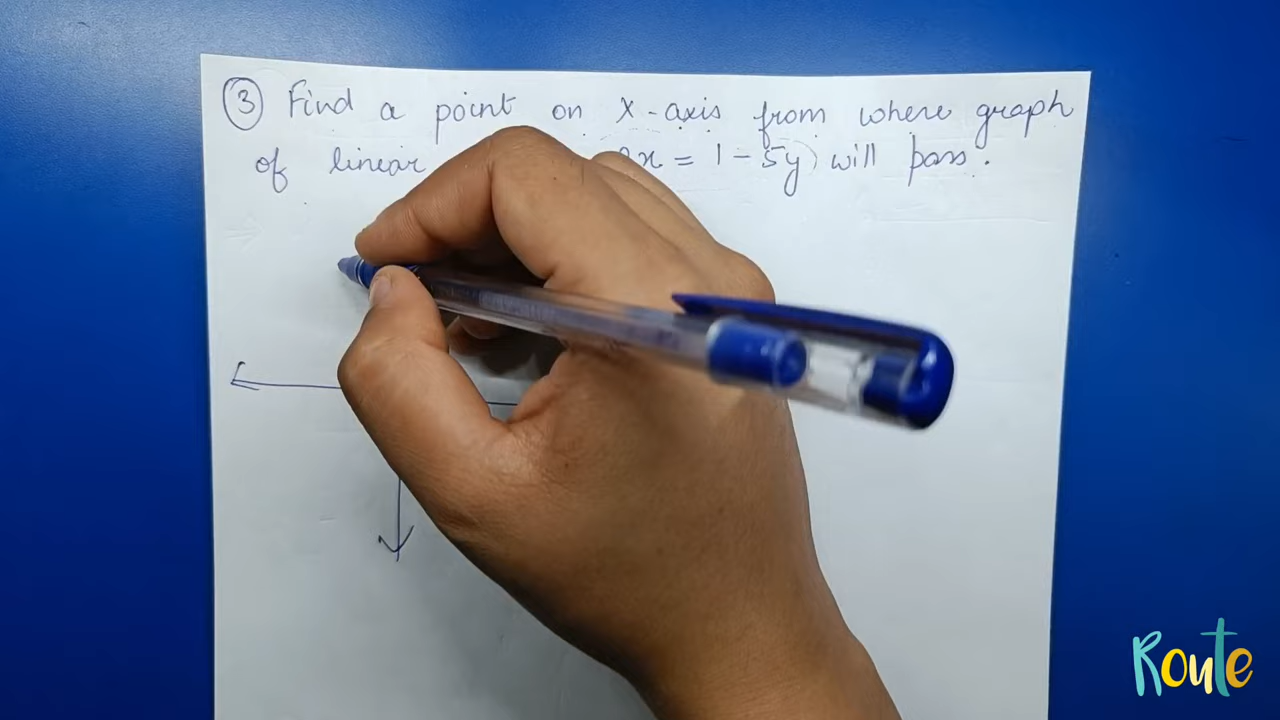 3 Find a point on X-axis from where graph
of linear x = 1 - 5y) will pass.
Route